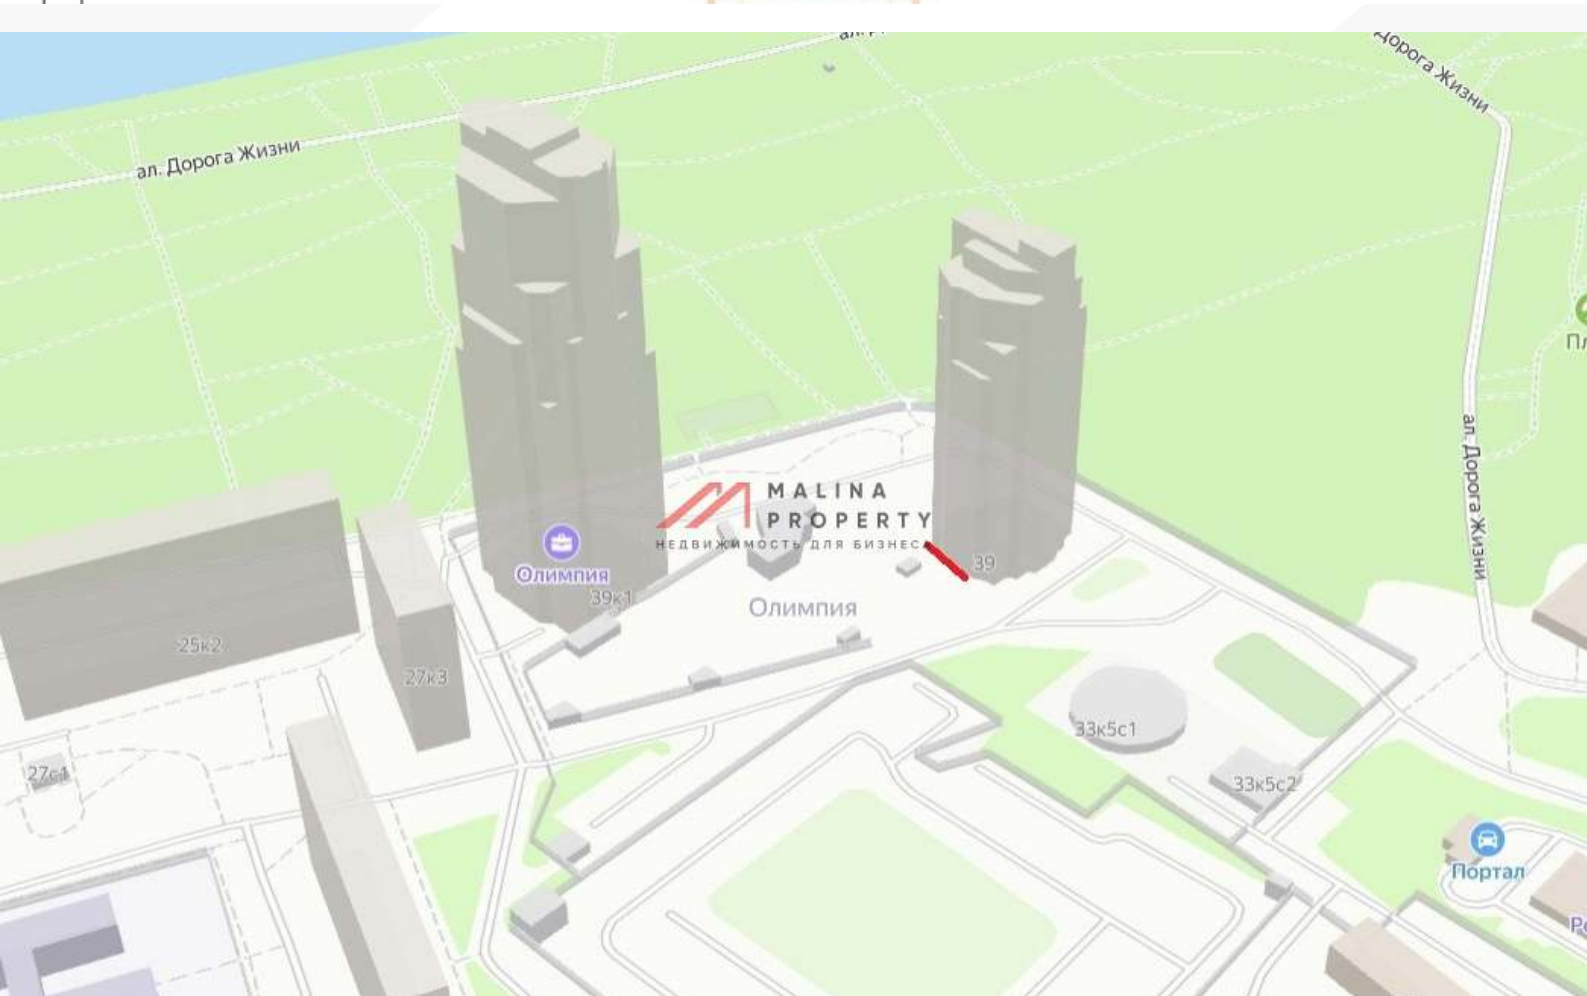 ал. Дорога Жизни
Дорога Жизни
ал. Дорога Жизни
MALINA
PROPERTY
НЕДВИЖИМОСТЬ ДЛЯ БИЗНЕСА
Олимпия
39к1
39
Олимпия
25к2
27к3
27с1
33к5с1
33к5с2
Портал